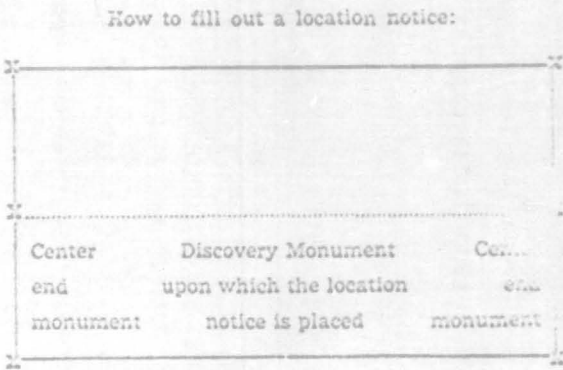 How to fill out a location notice:
Center Discovery Monument
end upon which the location end
monument notice is placed monument